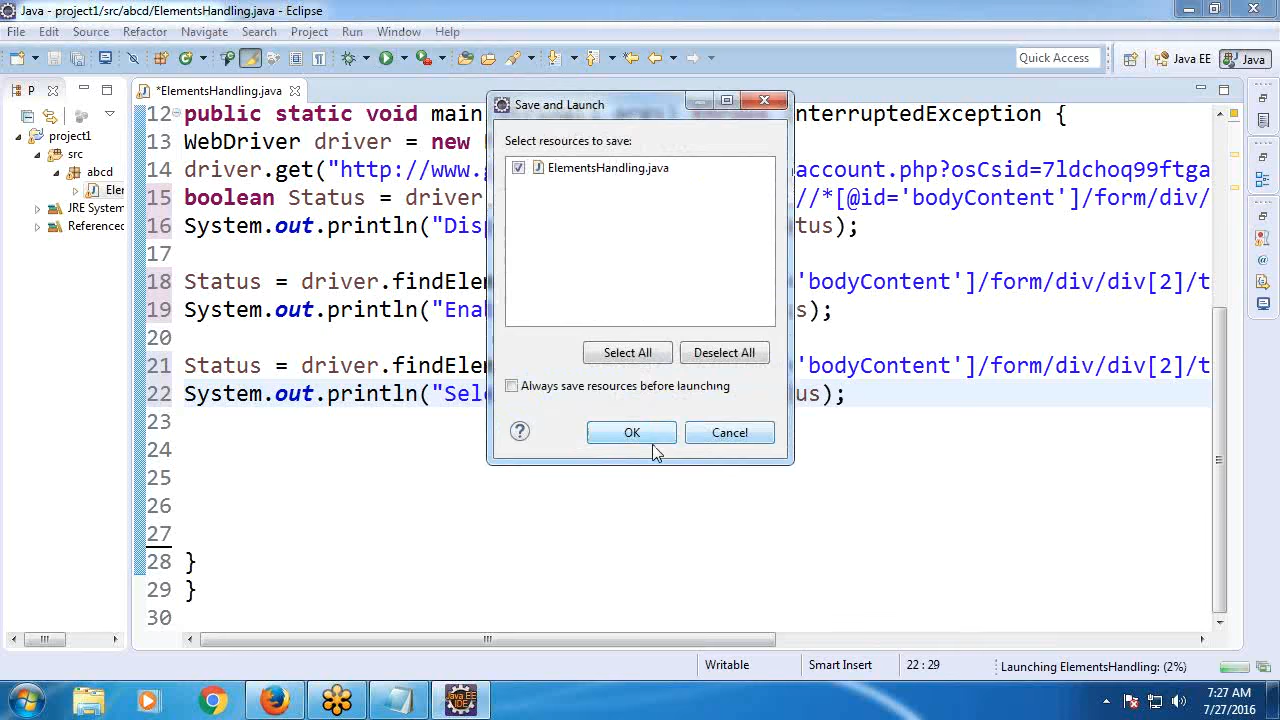 Java - project1/src/abcd/ElementsHandling.java - Eclipse
File Edit Source Refactor Navigate Search Project Run Window Help
Quick Access Java EE Java
P *ElementsHandling.java
project1
src
abcd
JRE System
Referenced
12 public static void main nterruptedException {
13 WebDriver driver = new
14 driver.get("http://www. account.php?osCsid=7ldchoq99ftga
15 boolean Status = driver //*[@id='bodyContent']/form/div/
16 System.out.println("Dis tus);
17
18 Status = driver.findEle 'bodyContent']/form/div/div[2]/t
19 System.out.println("Ena s);
20
21 Status = driver.findEle 'bodyContent']/form/div/div[2]/t
22 System.out.println("Sele us);
23
24
25
26
27
28 }
29 }
30
Save and Launch
Select resources to save:
ElementsHandling.java
Select All Deselect All
Always save resources before launching
? OK Cancel
Writable Smart Insert 22 : 29 Launching ElementsHandling: (2%)
Java EE
IDE
7:27 AM
7/27/2016